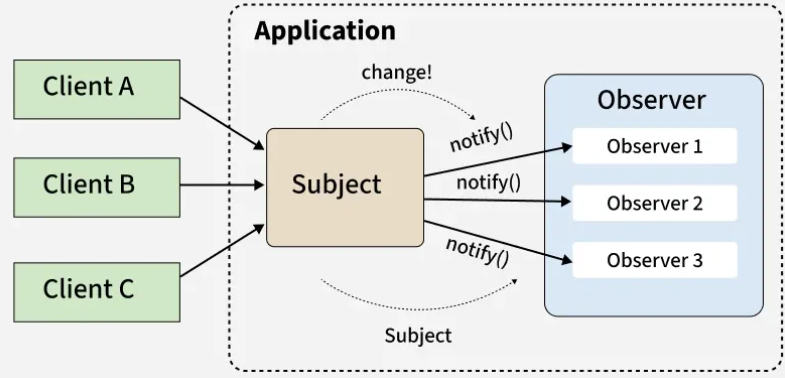 Application
change!
Client A
Client B
Client C
Subject
notify()
notify()
notify()
Observer
Observer 1
Observer 2
Observer 3
Subject